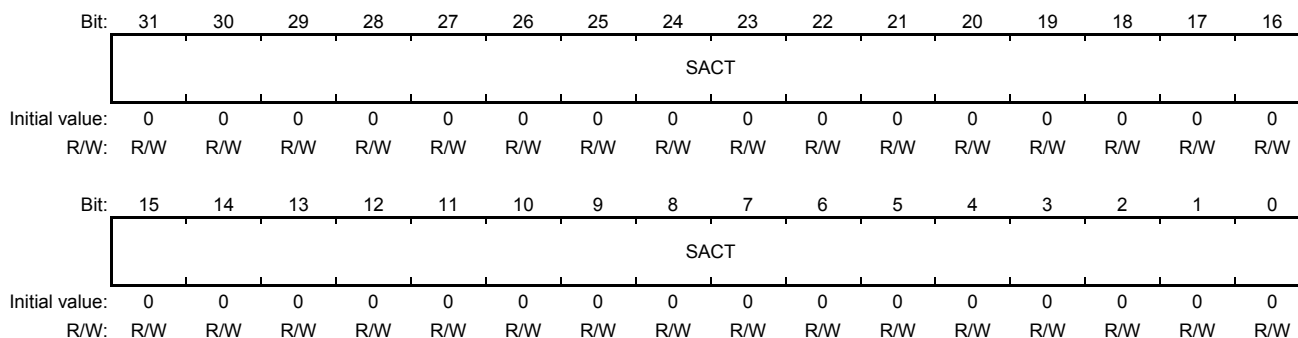 Bit: 31 30 29 28 27 26 25 24 23 22 21 20 19 18 17 16
SACT
Initial value: 0 0 0 0 0 0 0 0 0 0 0 0 0 0 0 0
R/W: R/W R/W R/W R/W R/W R/W R/W R/W R/W R/W R/W R/W R/W R/W R/W R/W
Bit: 15 14 13 12 11 10 9 8 7 6 5 4 3 2 1 0
SACT
Initial value: 0 0 0 0 0 0 0 0 0 0 0 0 0 0 0 0
R/W: R/W R/W R/W R/W R/W R/W R/W R/W R/W R/W R/W R/W R/W R/W R/W R/W